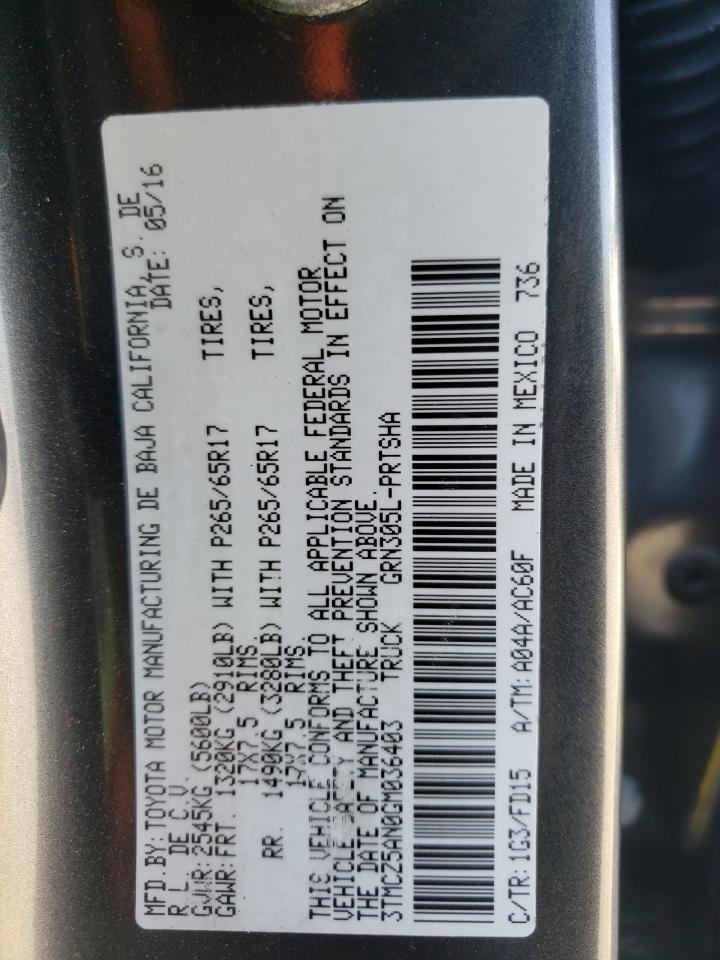 MFD.BY: TOYOTA MOTOR MANUFACTURING DE BAJA CALIFORNIA, S. DE
R L. DE C.V. DATE: 05/16
GVWR: 2545KG (5600LB)
GAWR: FRT. 1320KG (2910LB) WITH P265/65R17 TIRES,
17X7.5 RIMS.
RR. 1490KG (3280LB) WITH P265/65R17 TIRES,
17X7.5 RIMS.
THIS VEHICLE CONFORMS TO ALL APPLICABLE FEDERAL MOTOR
VEHICLE SAFETY AND THEFT PREVENTION STANDARDS IN EFFECT ON
THE DATE OF MANUFACTURE SHOWN ABOVE.
3TMCZ5AN0GM036403 TRUCK GRN305L-PRTSHA
C/TR: 1G3/FD15 A/TM: A04A/AC60F MADE IN MEXICO 736